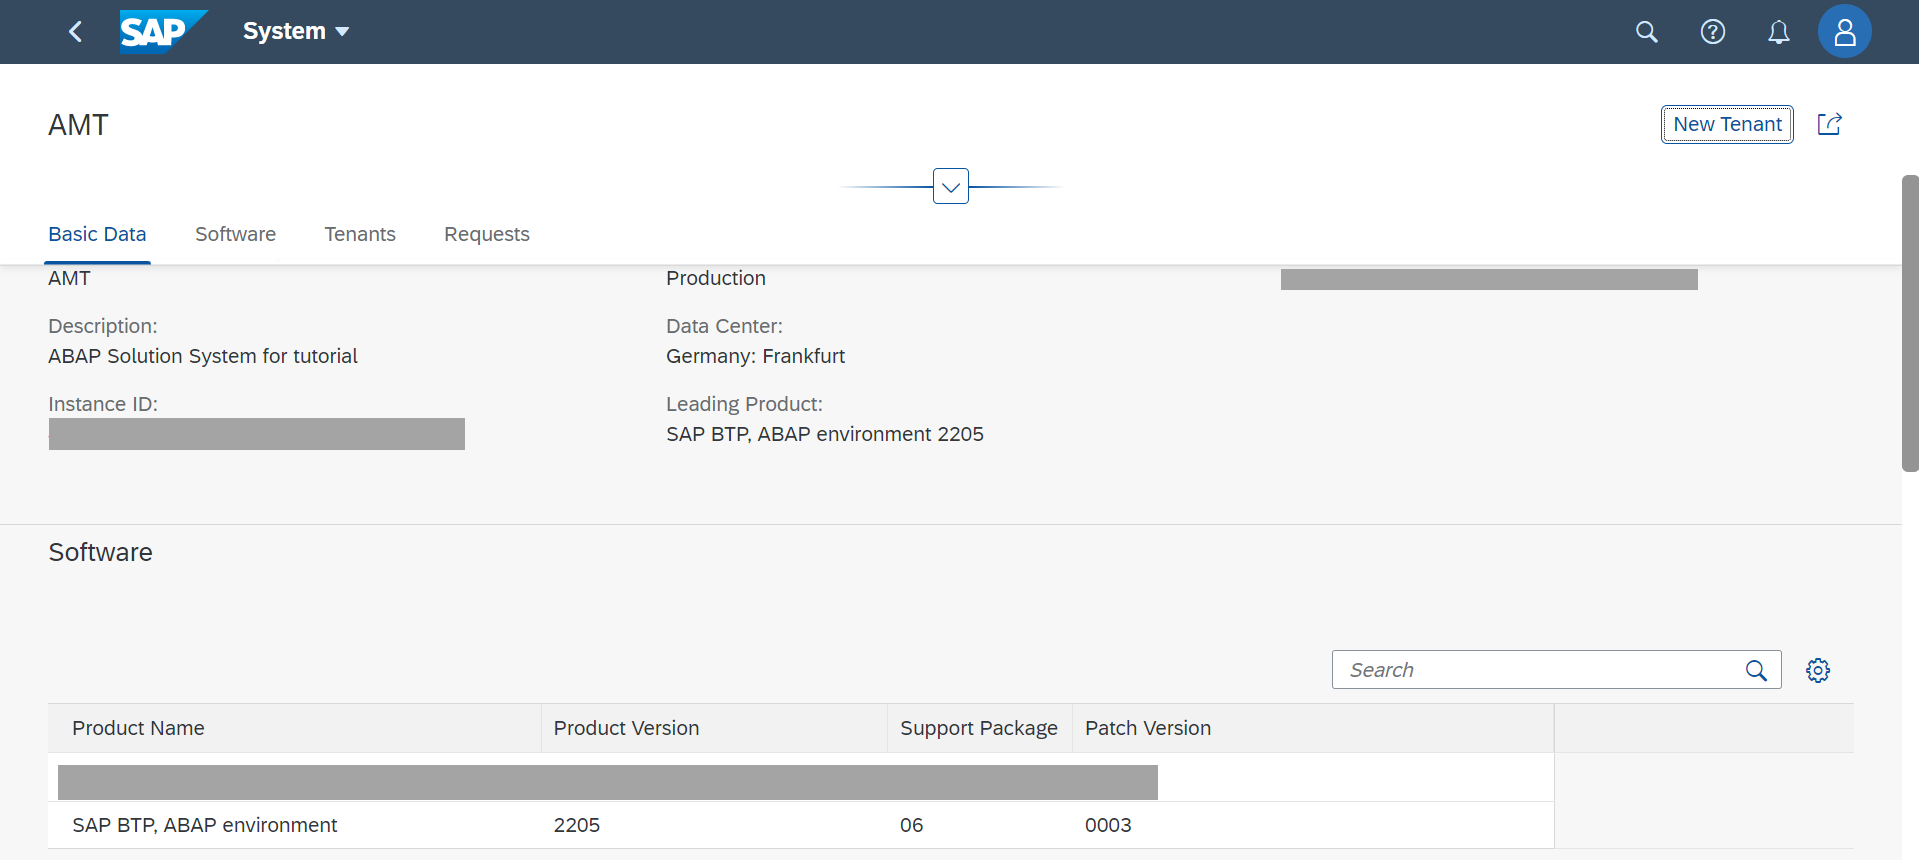 SAP System
AMT
New Tenant
Basic Data Software Tenants Requests
AMT Production
Description: Data Center:
ABAP Solution System for tutorial Germany: Frankfurt
Instance ID: Leading Product:
SAP BTP, ABAP environment 2205
Software
Search
Product Name Product Version Support Package Patch Version
SAP BTP, ABAP environment 2205 06 0003